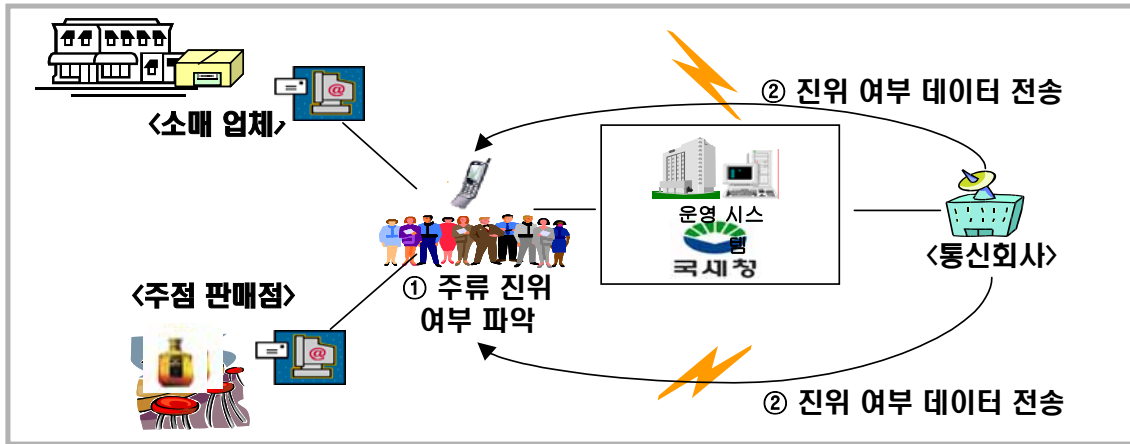 ② 진위 여부 데이터 전송
<소매 업체>
운영 시스
템
국세청
<통신회사>
<주점 판매점>
① 주류 진위
여부 파악
② 진위 여부 데이터 전송